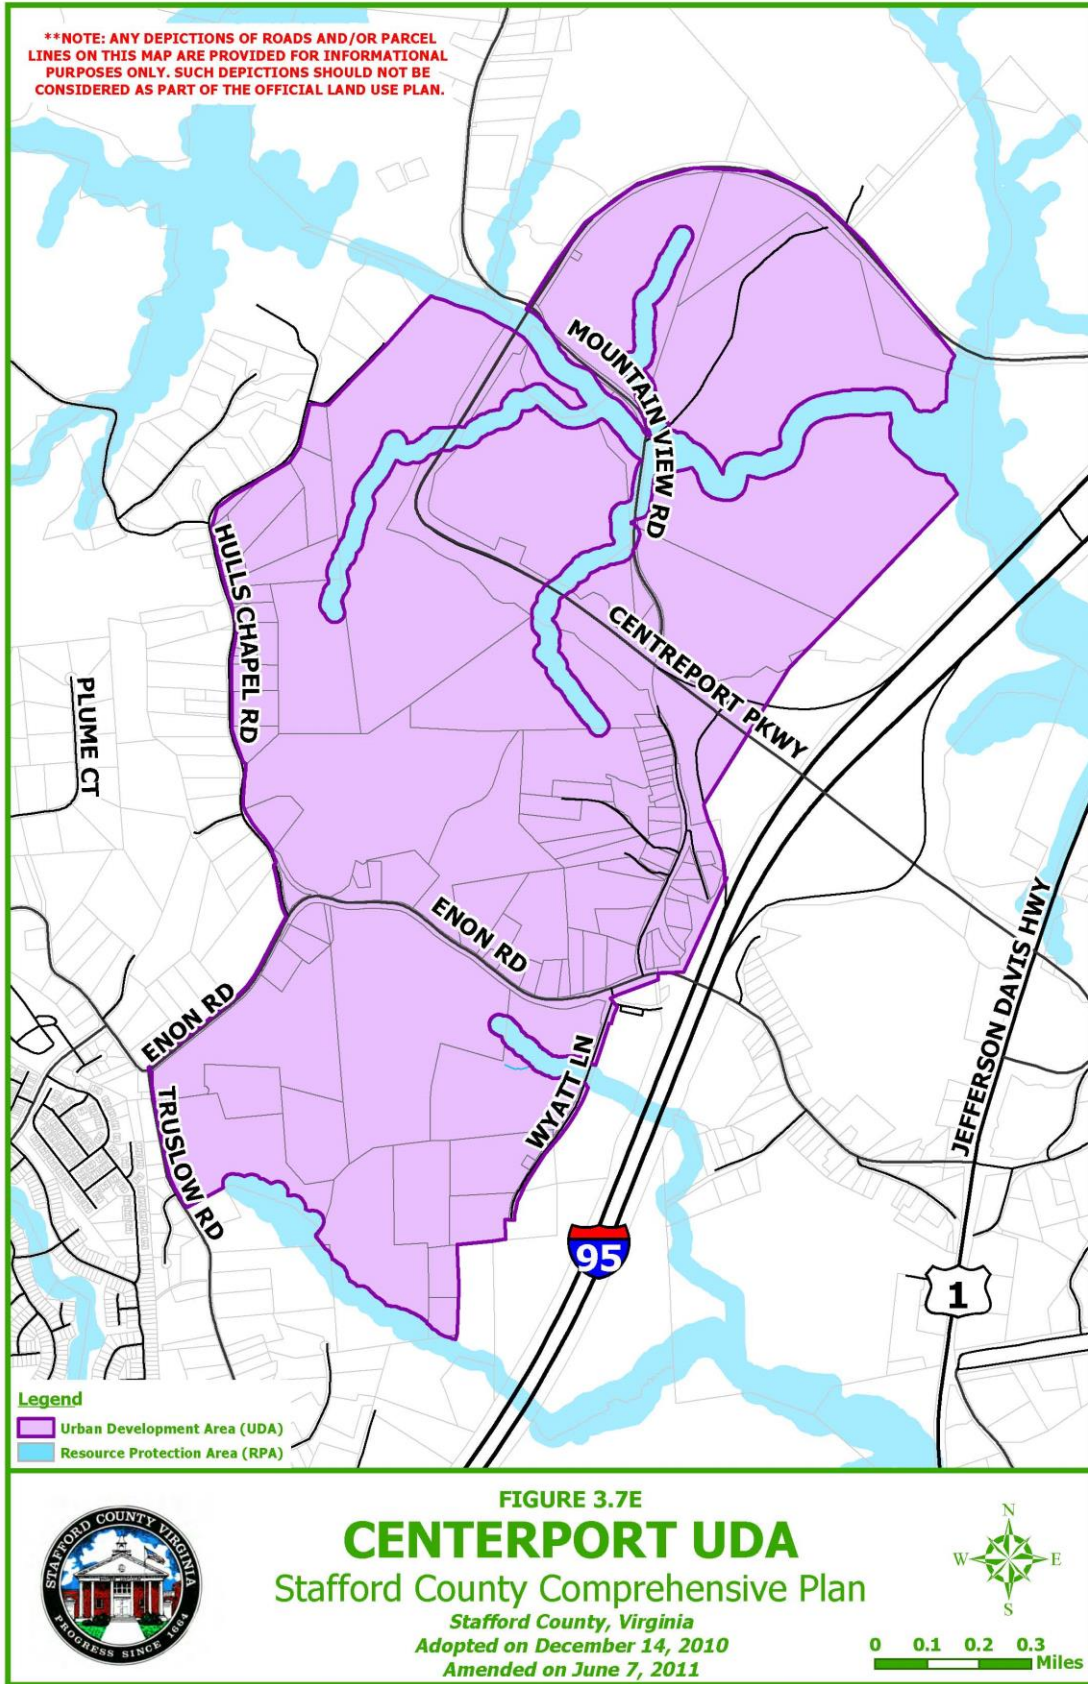 **NOTE: ANY DEPICTIONS OF ROADS AND/OR PARCEL
LINES ON THIS MAP ARE PROVIDED FOR INFORMATIONAL
PURPOSES ONLY. SUCH DEPICTIONS SHOULD NOT BE
CONSIDERED AS PART OF THE OFFICIAL LAND USE PLAN.
MOUNTAIN VIEW RD
HULLS CHAPEL RD
CENTREPORT PKWY
PLUME CT
ENON RD
JEFFERSON DAVIS HWY
ENON RD
WYATT LN
TRUSLOW RD
95
1
Legend
Urban Development Area (UDA)
Resource Protection Area (RPA)
FIGURE 3.7E
CENTERPORT UDA
Stafford County Comprehensive Plan
Stafford County, Virginia
Adopted on December 14, 2010
Amended on June 7, 2011
STAFFORD COUNTY VIRGINIA
PROGRESS SINCE 1664
N
W E
S
0 0.1 0.2 0.3
Miles